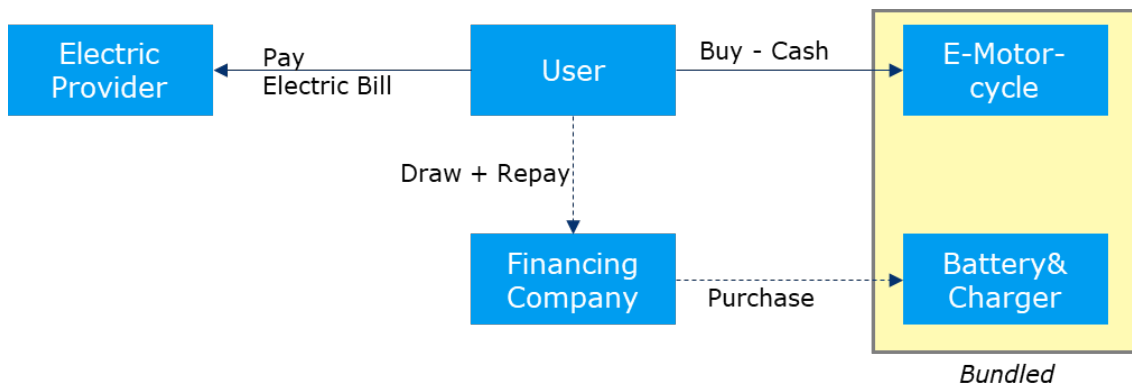 Electric
Provider
Pay
Electric Bill
User
Buy - Cash
E-Motor-
cycle
Draw + Repay
Financing
Company
Purchase
Battery&
Charger
Bundled